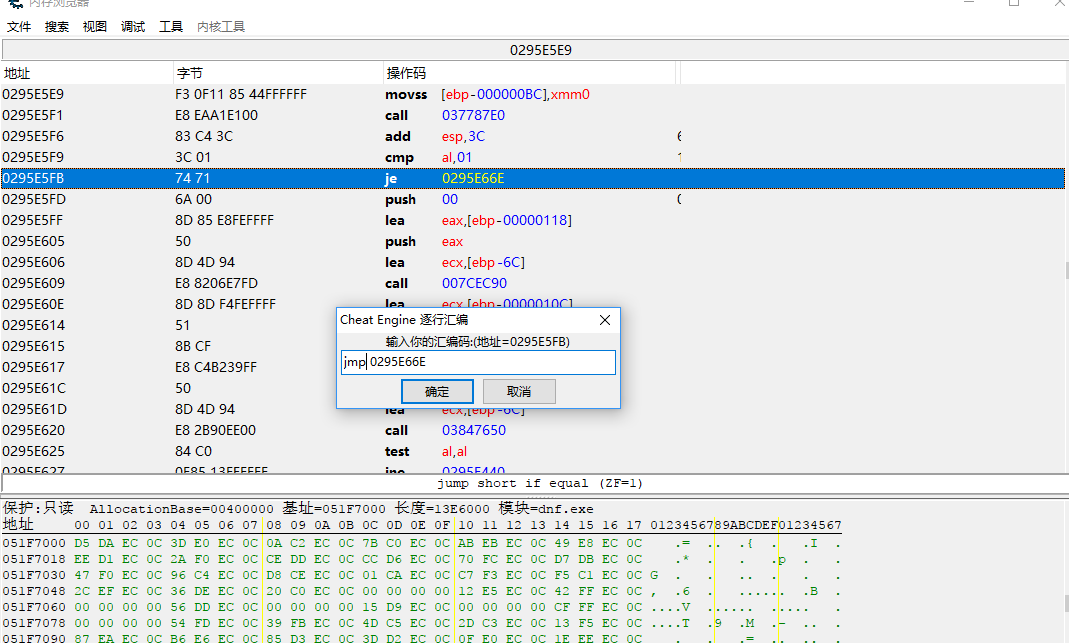 内存浏览器
文件 搜索 视图 调试 工具 内核工具
0295E5E9
地址 字节 操作码
0295E5E9 F3 0F11 85 44FFFFFF movss [ebp-000000BC],xmm0
0295E5F1 E8 EAA1E100 call 037787E0
0295E5F6 83 C4 3C add esp,3C 6
0295E5F9 3C 01 cmp al,01 1
0295E5FB 74 71 je 0295E66E
0295E5FD 6A 00 push 00 0
0295E5FF 8D 85 E8FEFFFF lea eax,[ebp-00000118]
0295E605 50 push eax
0295E606 8D 4D 94 lea ecx,[ebp-6C]
0295E609 E8 8206E7FD call 007CEC90
0295E60E 8D 8D F4FEFFFF lea ecx,[ebp-0000010C]
0295E614 51
0295E615 8B CF
0295E617 E8 C4B239FF
0295E61C 50
0295E61D 8D 4D 94 lea ecx,[ebp-6C]
0295E620 E8 2B90EE00 call 03847650
0295E625 84 C0 test al,al
0295E627 0F85 13FEFFFF jne 0295E440
Cheat Engine 逐行汇编
输入你的汇编码:(地址=0295E5FB)
jmp 0295E66E
确定 取消
jump short if equal (ZF=1)
保护:只读 AllocationBase=00400000 基址=051F7000 长度=13E6000 模块=dnf.exe
地址 00 01 02 03 04 05 06 07 08 09 0A 0B 0C 0D 0E 0F 10 11 12 13 14 15 16 17 0123456789ABCDEF01234567
051F7000 D5 DA EC 0C 3D E0 EC 0C 0A C2 EC 0C 7B C0 EC 0C AB EB EC 0C 49 E8 EC 0C .= .. .{ . .I .
051F7018 EE D1 EC 0C 2A F0 EC 0C CE DD EC 0C CC D6 EC 0C 70 FC EC 0C D7 DB EC 0C .* . . .p . .
051F7030 47 F0 EC 0C 96 C4 EC 0C D8 CE EC 0C 01 CA EC 0C C7 F3 EC 0C F5 C1 EC 0C G . . .. . . .
051F7048 2C EF EC 0C 36 DE EC 0C 20 C0 EC 0C 00 00 00 00 12 E5 EC 0C 42 FF EC 0C , .6 . ...... .B .
051F7060 00 00 00 00 56 DD EC 0C 00 00 00 00 15 D9 EC 0C 00 00 00 00 CF FF EC 0C ....V ...... ..... .
051F7078 00 00 00 00 54 FD EC 0C 39 FB EC 0C 4D C5 EC 0C 2D C3 EC 0C 13 F5 EC 0C ....T .9 .M .- .. .
051F7090 87 EA EC 0C B6 E6 EC 0C 85 D3 EC 0C 3D D2 EC 0C 0F E0 EC 0C 1E EE EC 0C . . .= .. .. .